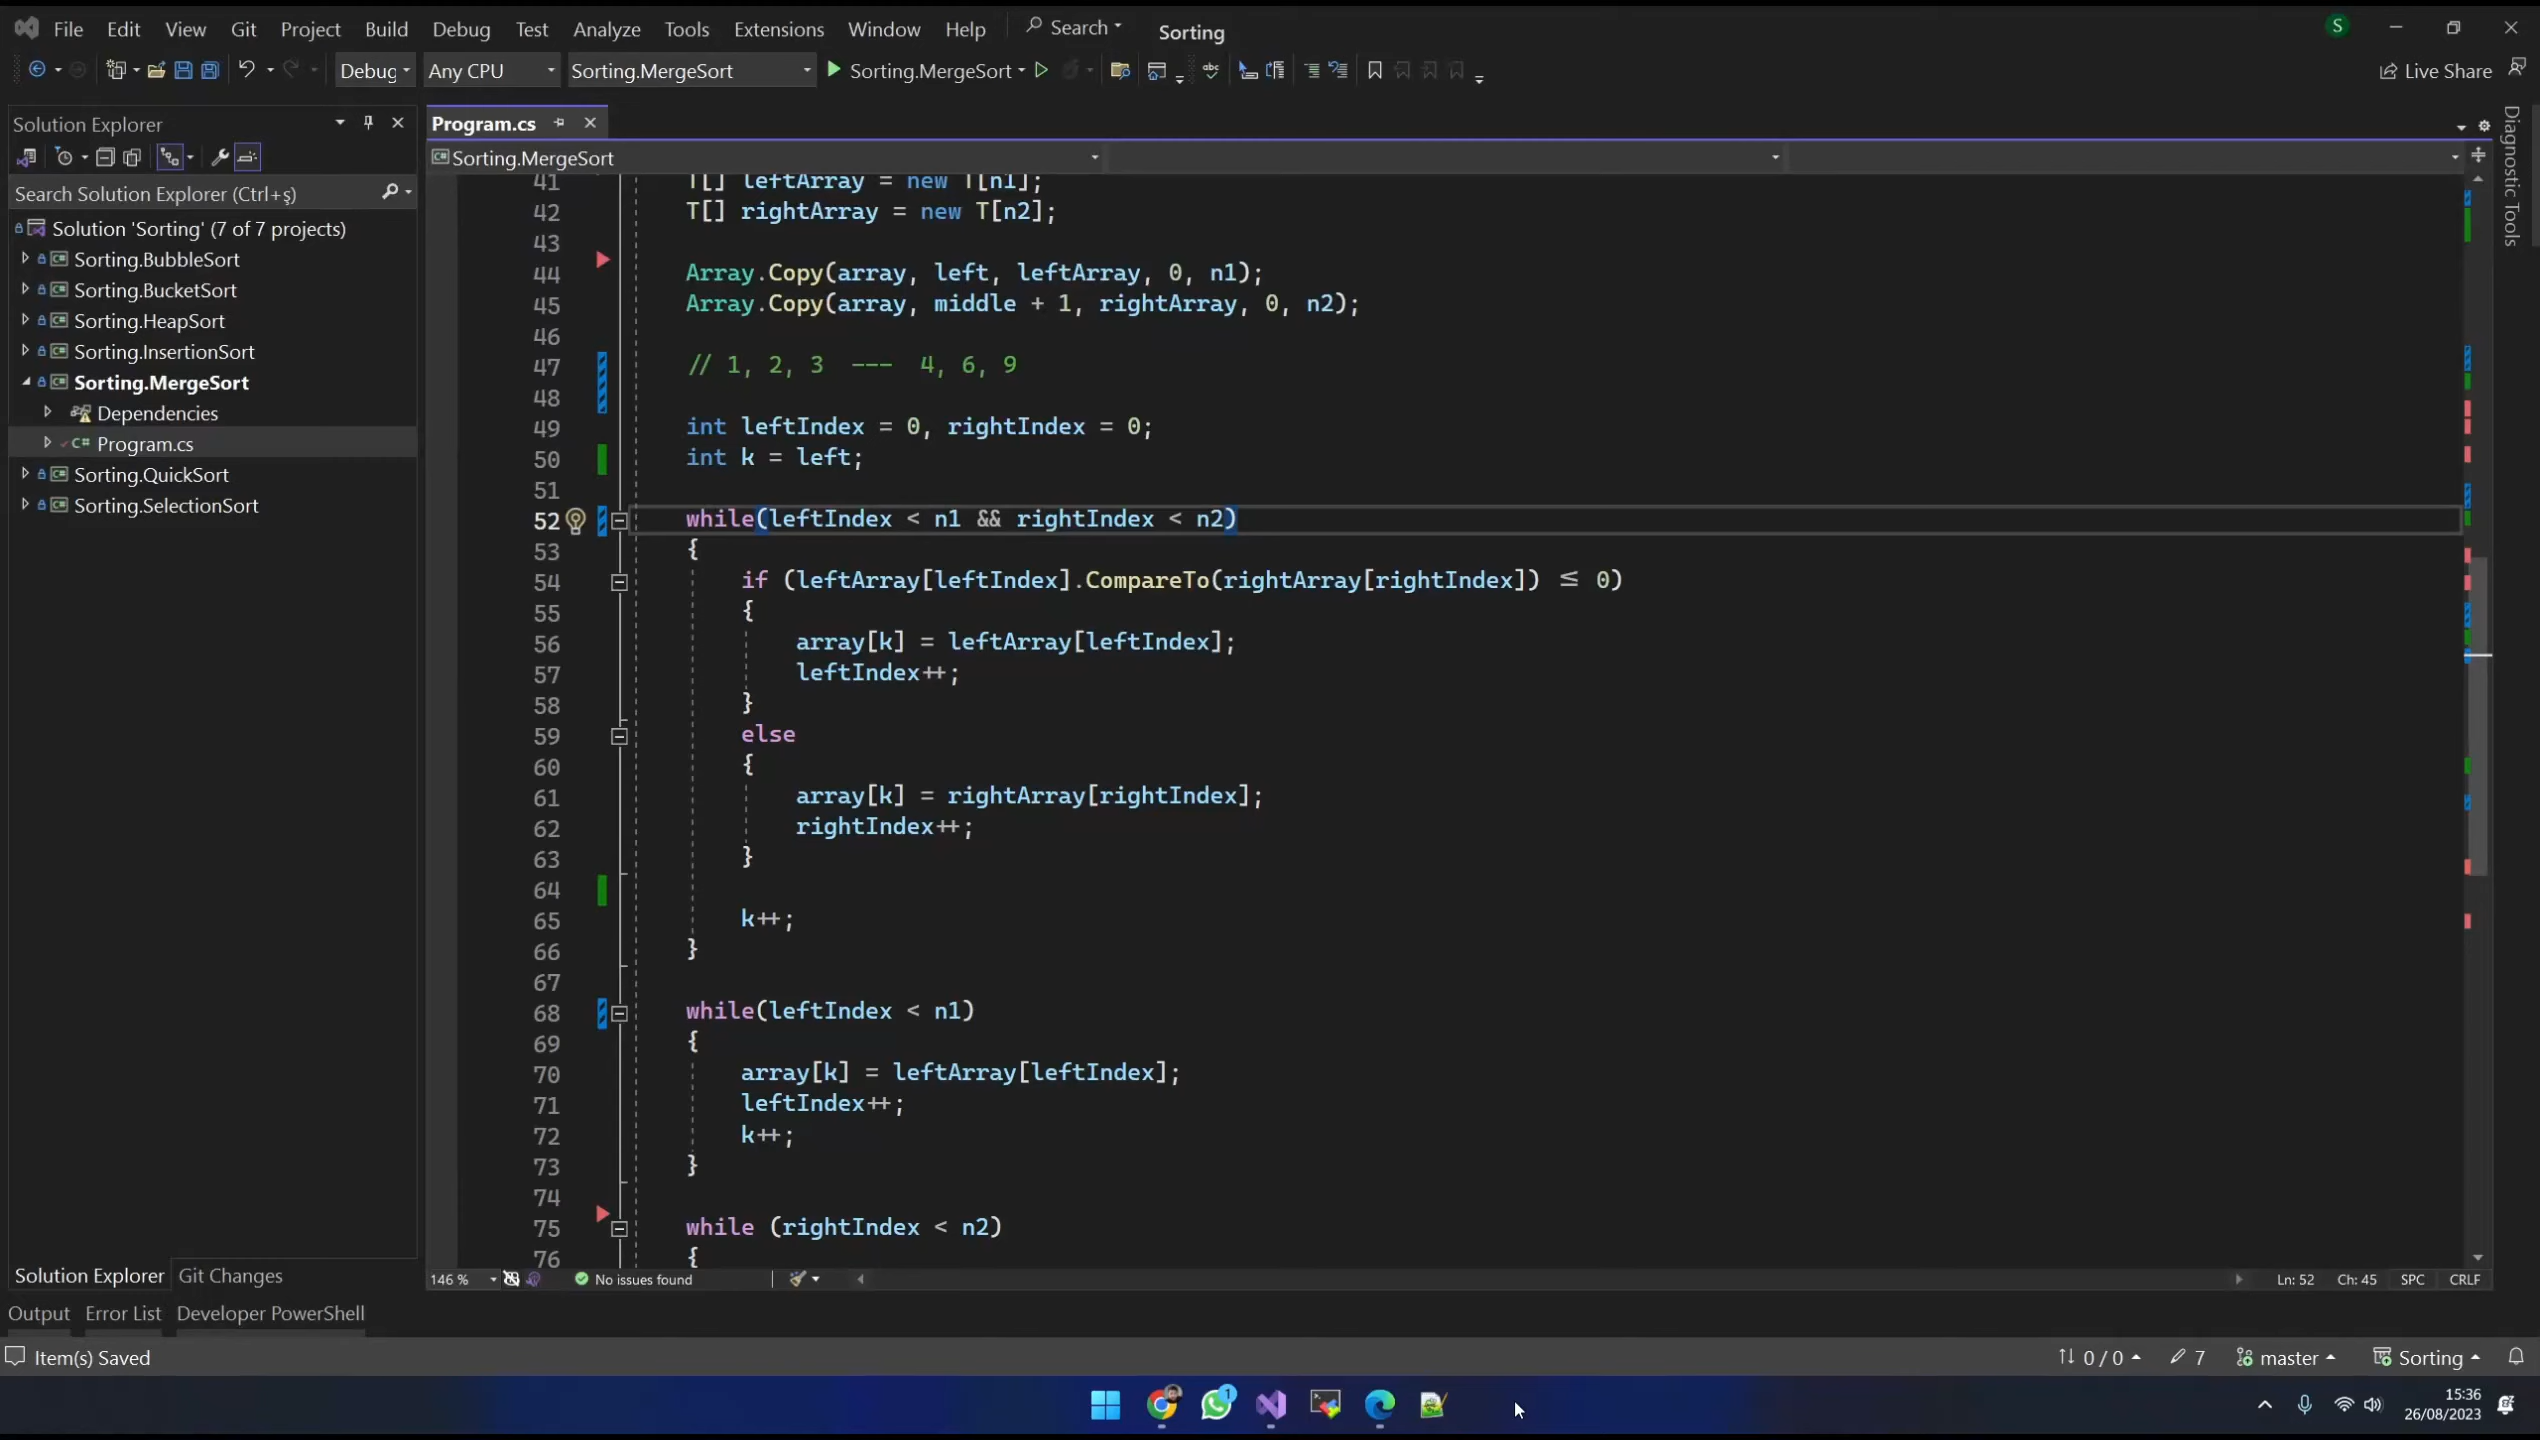 File Edit View Git Project Build Debug Test Analyze Tools Extensions Window Help Search Sorting S
Debug Any CPU Sorting.MergeSort Sorting.MergeSort Live Share
Solution Explorer
Search Solution Explorer (Ctrl+ş)
Solution 'Sorting' (7 of 7 projects)
Sorting.BubbleSort
Sorting.BucketSort
Sorting.HeapSort
Sorting.InsertionSort
Sorting.MergeSort
Dependencies
C# Program.cs
Sorting.QuickSort
Sorting.SelectionSort
Solution Explorer Git Changes
Program.cs
Sorting.MergeSort
41 T[] leftArray = new T[n1];
42 T[] rightArray = new T[n2];
43
44 Array.Copy(array, left, leftArray, 0, n1);
45 Array.Copy(array, middle + 1, rightArray, 0, n2);
46
47 // 1, 2, 3 --- 4, 6, 9
48
49 int leftIndex = 0, rightIndex = 0;
50 int k = left;
51
52 while(leftIndex < n1 && rightIndex < n2)
53 {
54 if (leftArray[leftIndex].CompareTo(rightArray[rightIndex]) ≤ 0)
55 {
56 array[k] = leftArray[leftIndex];
57 leftIndex++;
58 }
59 else
60 {
61 array[k] = rightArray[rightIndex];
62 rightIndex++;
63 }
64
65 k++;
66 }
67
68 while(leftIndex < n1)
69 {
70 array[k] = leftArray[leftIndex];
71 leftIndex++;
72 k++;
73 }
74
75 while (rightIndex < n2)
76 {
146 % No issues found Ln: 52 Ch: 45 SPC CRLF
Diagnostic Tools
Output Error List Developer PowerShell
Item(s) Saved 0 / 0 7 master Sorting
1
15:36
26/08/2023